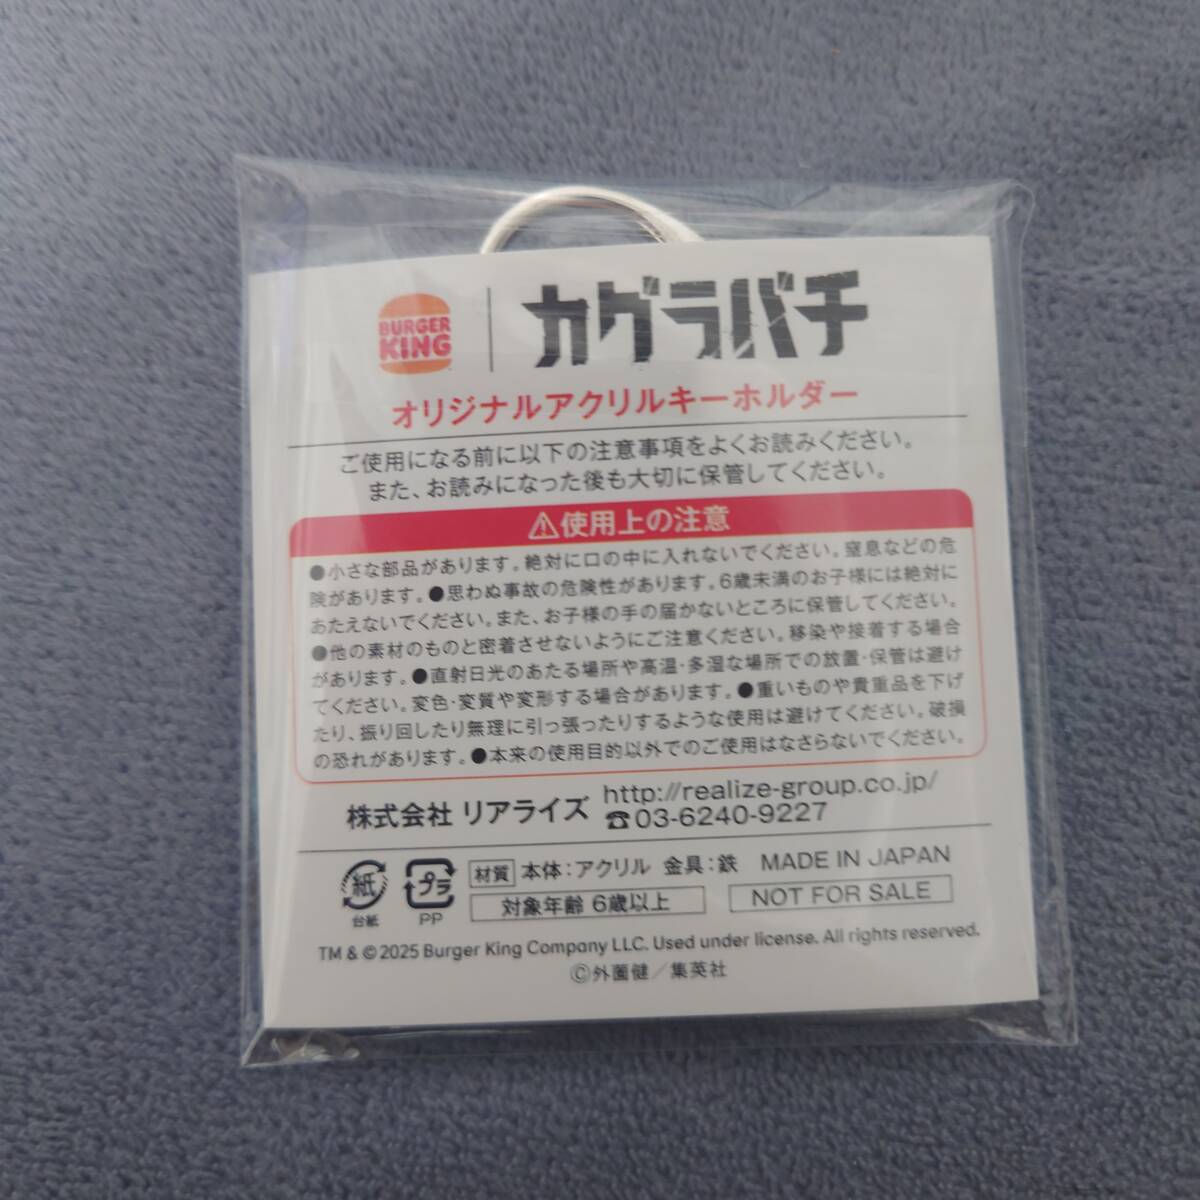 BURGER
KING
カグラバチ
オリジナルアクリルキーホルダー
ご使用になる前に以下の注意事項をよくお読みください。
また、お読みになった後も大切に保管してください。
⚠使用上の注意
●小さな部品があります。絶対に口の中に入れないでください。窒息などの危
険があります。●思わぬ事故の危険性があります。6歳未満のお子様には絶対に
あたえないでください。また、お子様の手の届かないところに保管してください。
●他の素材のものと密着させないようにご注意ください。移染や接着する場合
があります。●直射日光のあたる場所や高温・多湿な場所での放置・保管は避け
てください。変色・変質や変形する場合があります。●重いものや貴重品を下げ
たり、振り回したり無理に引っ張ったりするような使用は避けてください。破損
の恐れがあります。●本来の使用目的以外でのご使用はなさらないでください。
株式会社 リアライズ
http://realize-group.co.jp/
☎03-6240-9227
紙
台紙
プラ
PP
材質 本体：アクリル 金具：鉄 MADE IN JAPAN
対象年齢 6歳以上
NOT FOR SALE
TM & © 2025 Burger King Company LLC. Used under license. All rights reserved.
©外薗健／集英社